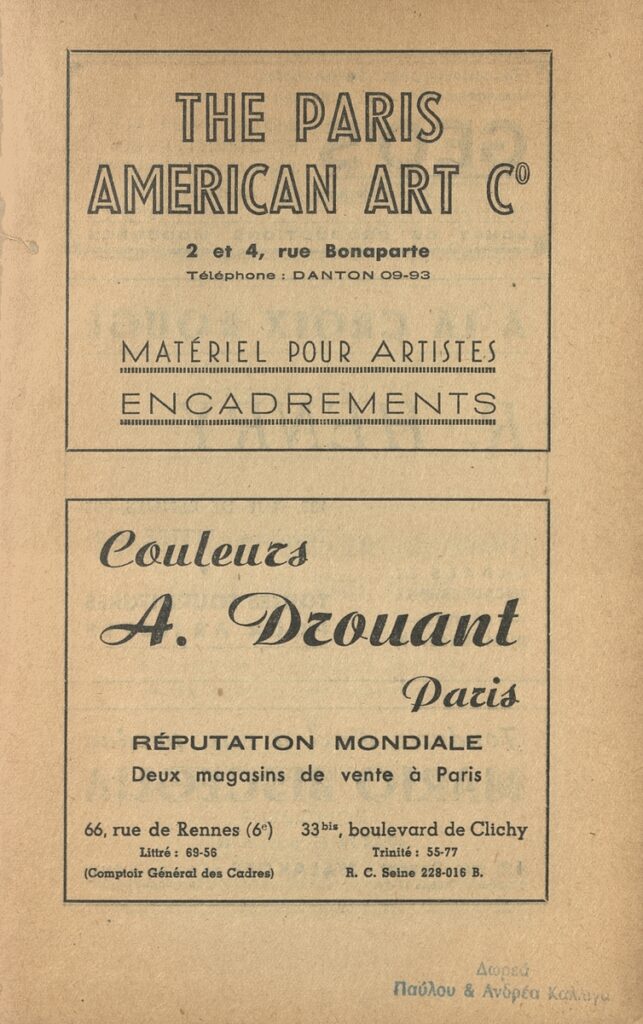 THE PARIS
AMERICAN ART Cº
2 et 4, rue Bonaparte
Téléphone : DANTON 09-93
MATÉRIEL POUR ARTISTES
ENCADREMENTS
Couleurs
A. Drouant
Paris
RÉPUTATION MONDIALE
Deux magasins de vente à Paris
66, rue de Rennes (6ᵉ)
Littré : 69-56
(Comptoir Général des Cadres)
33ᵇⁱˢ, boulevard de Clichy
Trinité : 55-77
R. C. Seine 228-016 B.
Δωρεά
Παύλου & Ανδρέα Καλλιγά